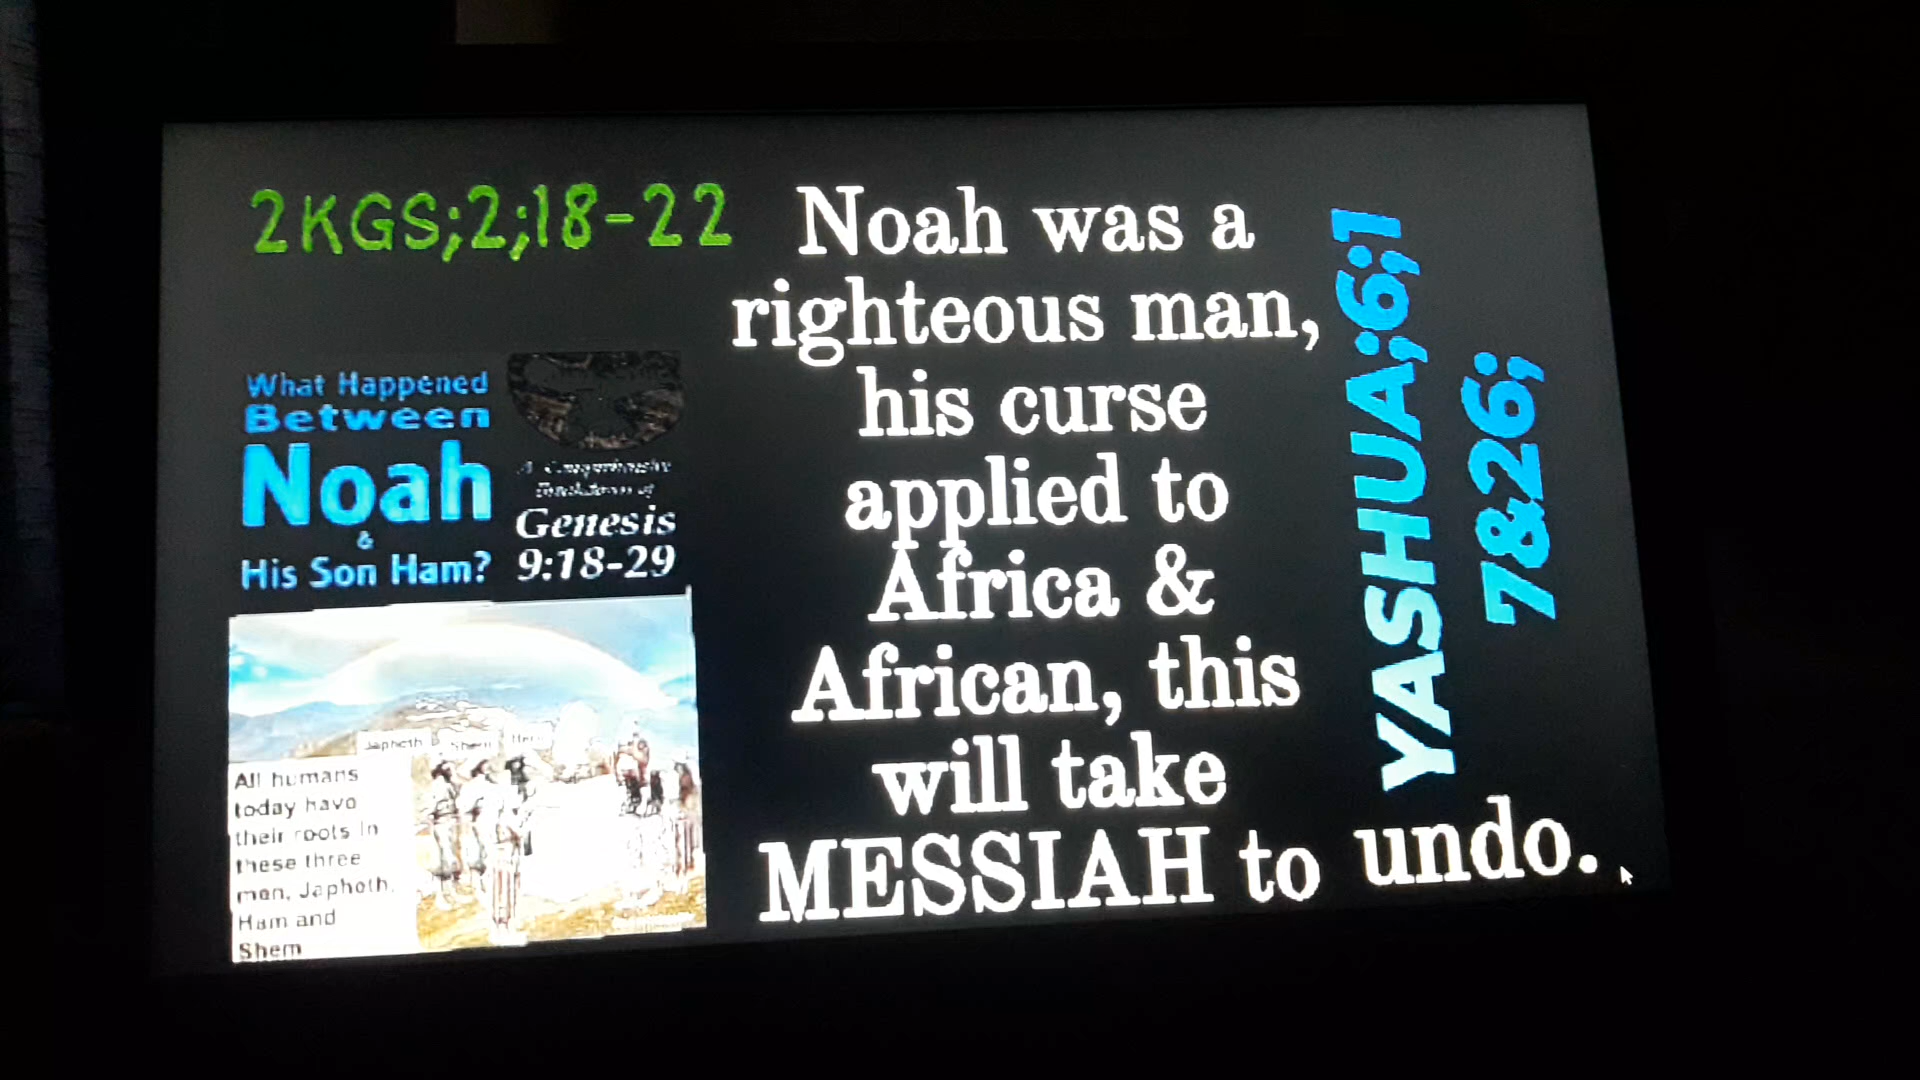 2KGS;2;18-22
What Happened
Between
Noah
&
His Son Ham?
Genesis
9:18-29
Japheth Shem
All humans
today have
their roots in
these three
men, Japheth,
Ham and
Shem
Noah was a
righteous man,
his curse
applied to
Africa &
African, this
will take
MESSIAH to undo.
YASHUA;6;1
7&26;